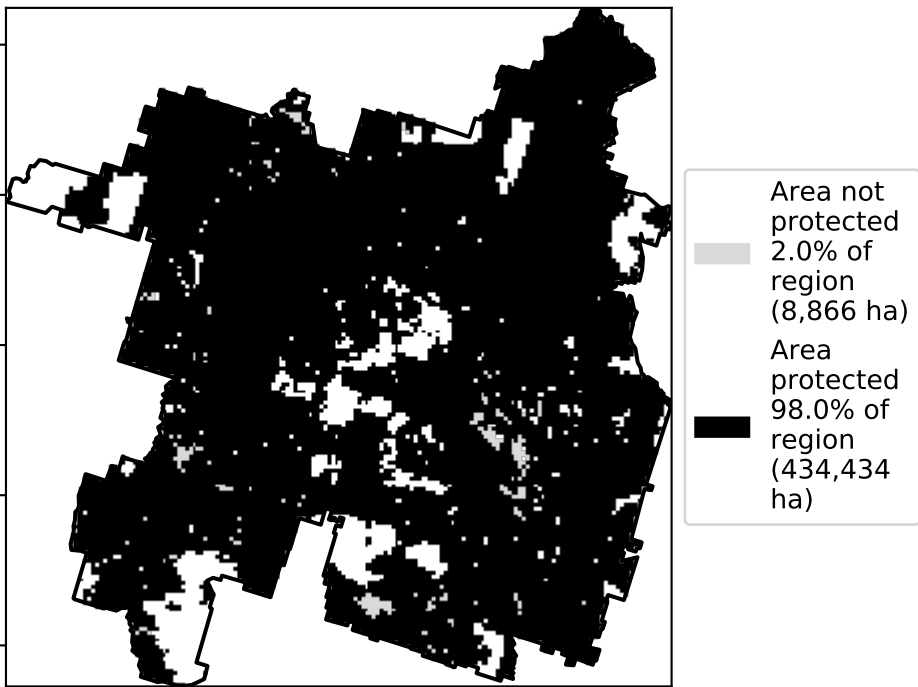 Area not
protected
2.0% of
region
(8,866 ha)
Area
protected
98.0% of
region
(434,434
ha)